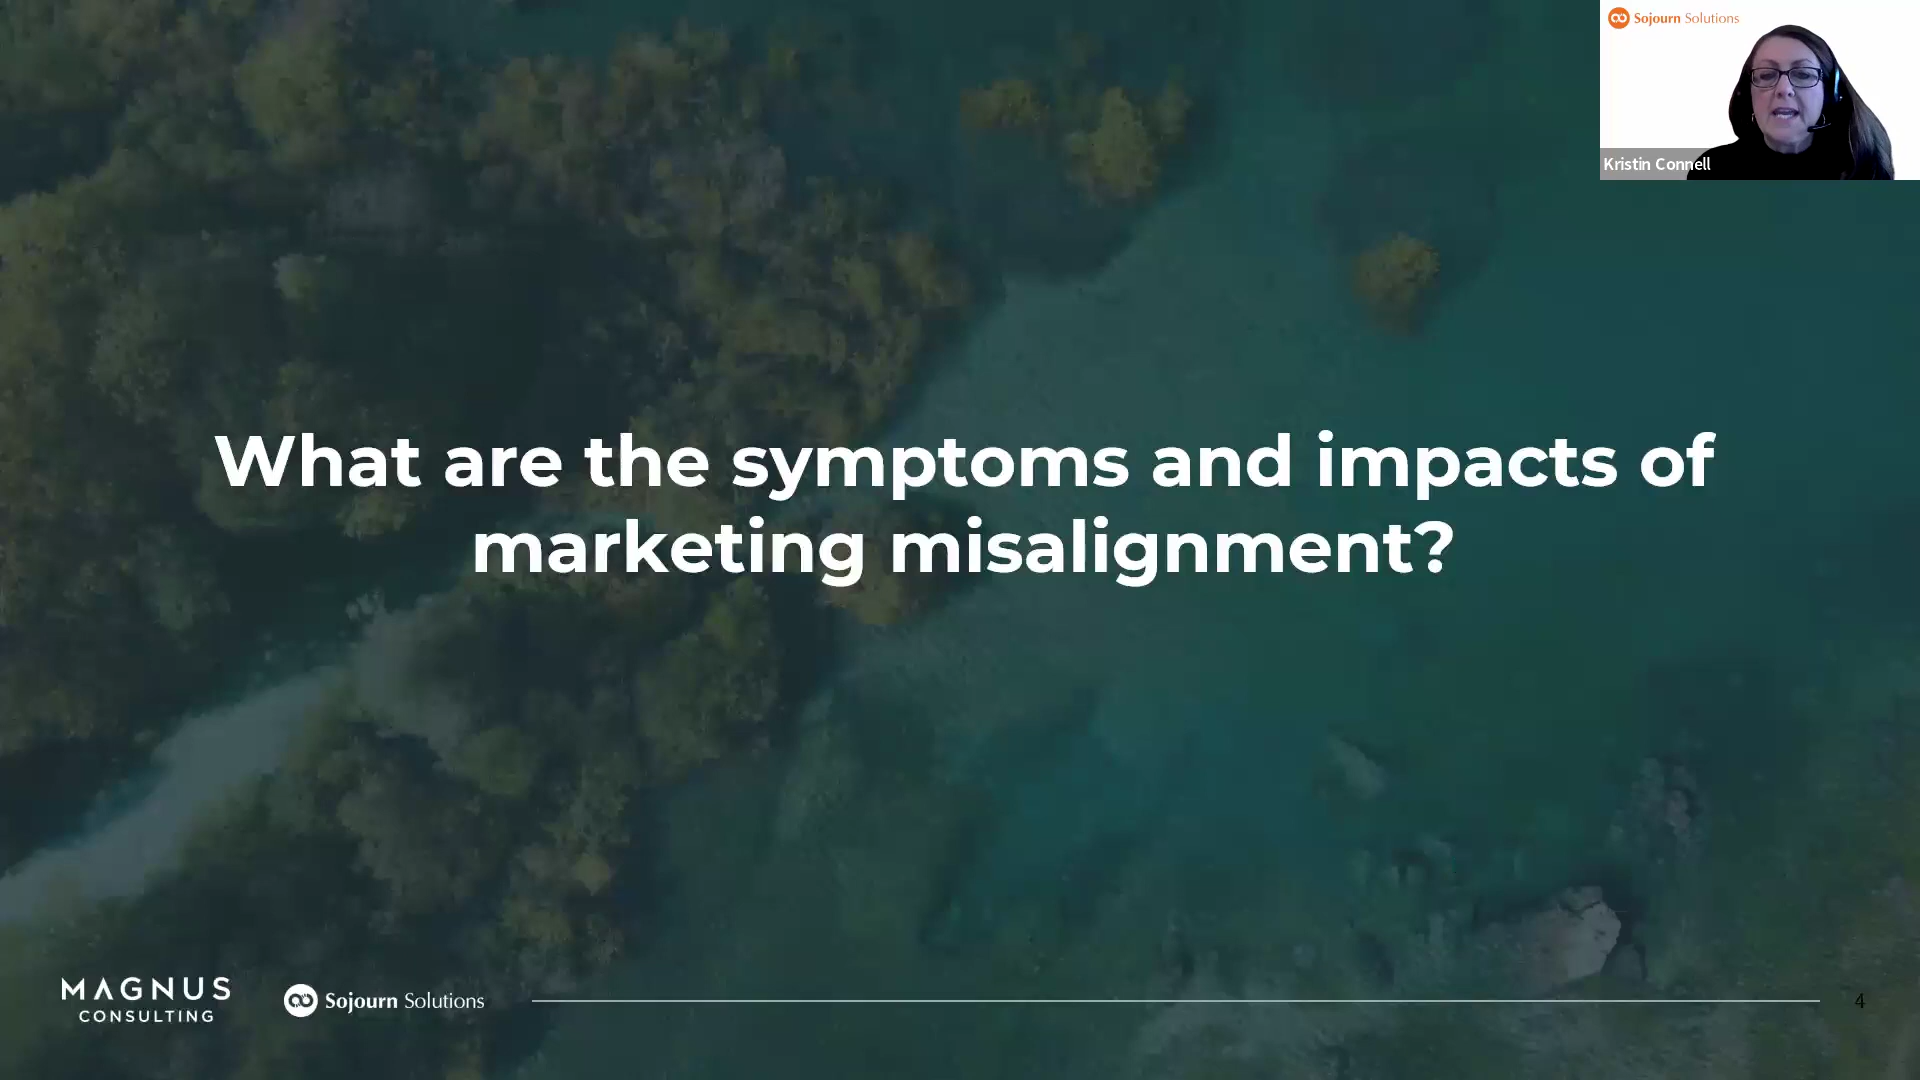 Sojourn Solutions
Kristin Connell
What are the symptoms and impacts of
marketing misalignment?
MAGNUS
CONSULTING
Sojourn Solutions
4